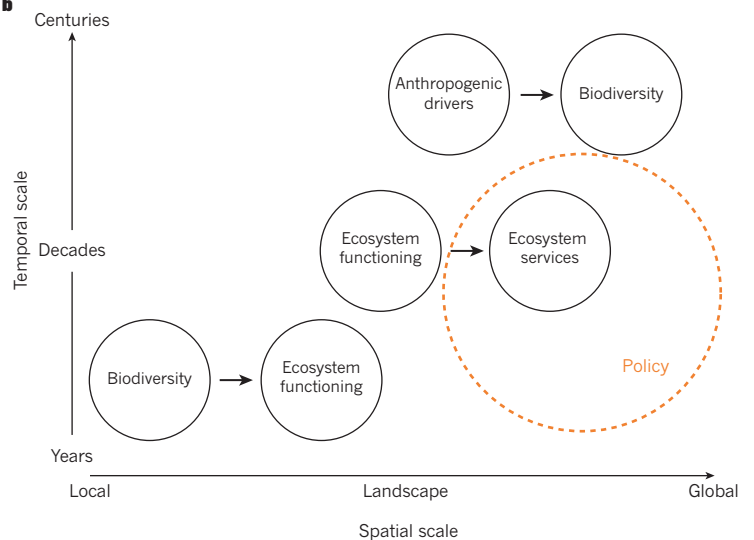 b
Centuries
Anthropogenic
drivers
Biodiversity
Temporal scale
Decades
Ecosystem
functioning
Ecosystem
services
Biodiversity
Ecosystem
functioning
Policy
Years
Local
Landscape
Global
Spatial scale